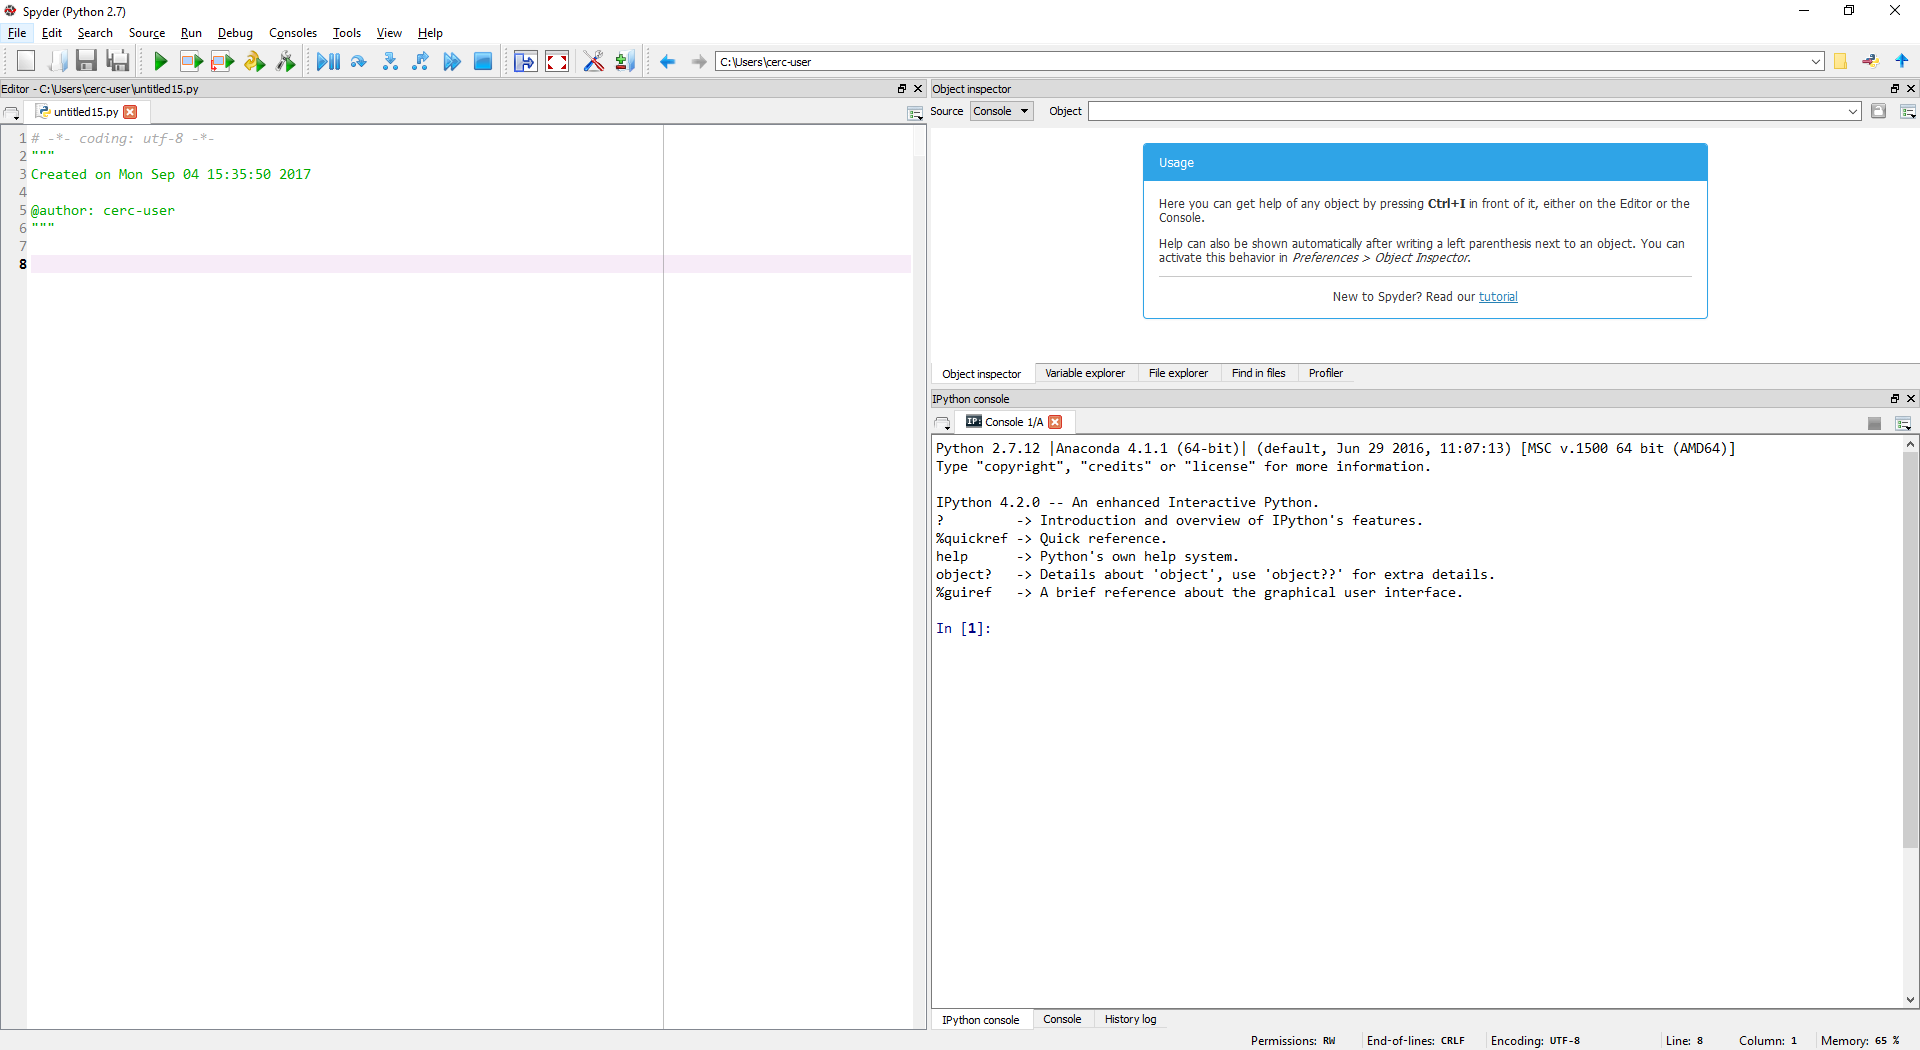 Spyder (Python 2.7)
File Edit Search Source Run Debug Consoles Tools View Help
C:\Users\cerc-user
Editor - C:\Users\cerc-user\untitled15.py
untitled15.py
1 # -*- coding: utf-8 -*-
2 """
3 Created on Mon Sep 04 15:35:50 2017
4
5 @author: cerc-user
6 """
7
8
Object inspector
Source Console Object
Usage
Here you can get help of any object by pressing Ctrl+I in front of it, either on the Editor or the
Console.
Help can also be shown automatically after writing a left parenthesis next to an object. You can
activate this behavior in Preferences > Object Inspector.
New to Spyder? Read our tutorial
Object inspector Variable explorer File explorer Find in files Profiler
IPython console
IP: Console 1/A
Python 2.7.12 |Anaconda 4.1.1 (64-bit)| (default, Jun 29 2016, 11:07:13) [MSC v.1500 64 bit (AMD64)]
Type "copyright", "credits" or "license" for more information.
IPython 4.2.0 -- An enhanced Interactive Python.
? -> Introduction and overview of IPython's features.
%quickref -> Quick reference.
help -> Python's own help system.
object? -> Details about 'object', use 'object??' for extra details.
%guiref -> A brief reference about the graphical user interface.
In [1]:
IPython console Console History log
Permissions: RW End-of-lines: CRLF Encoding: UTF-8 Line: 8 Column: 1 Memory: 65 %